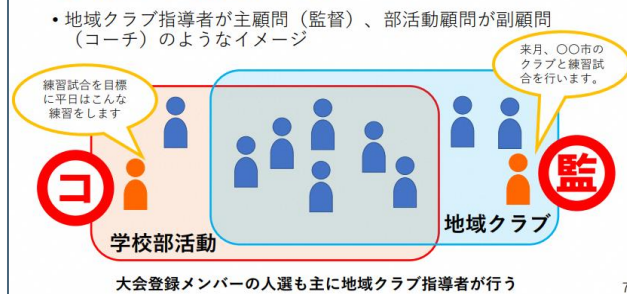 ・地域クラブ指導者が主顧問（監督）、部活動顧問が副顧問
（コーチ）のようなイメージ
練習試合を目標
に平日はこんな
練習をします
来月、〇〇市の
クラブと練習試
合を行います。
コ
監
地域クラブ
学校部活動
大会登録メンバーの人選も主に地域クラブ指導者が行う
7